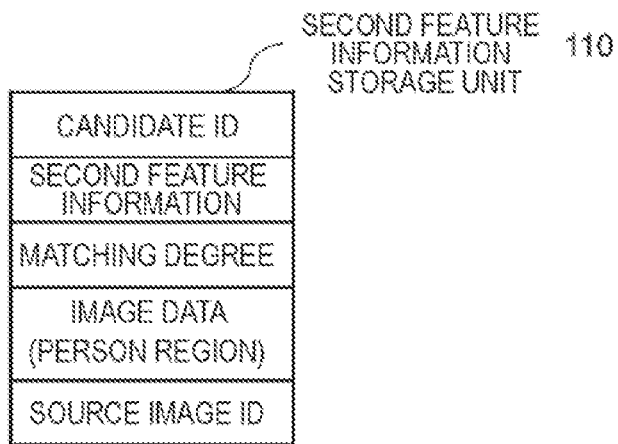 SECOND FEATURE
INFORMATION
STORAGE UNIT
110
CANDIDATE ID
SECOND FEATURE
INFORMATION
MATCHING DEGREE
IMAGE DATA
(PERSON REGION)
SOURCE IMAGE ID